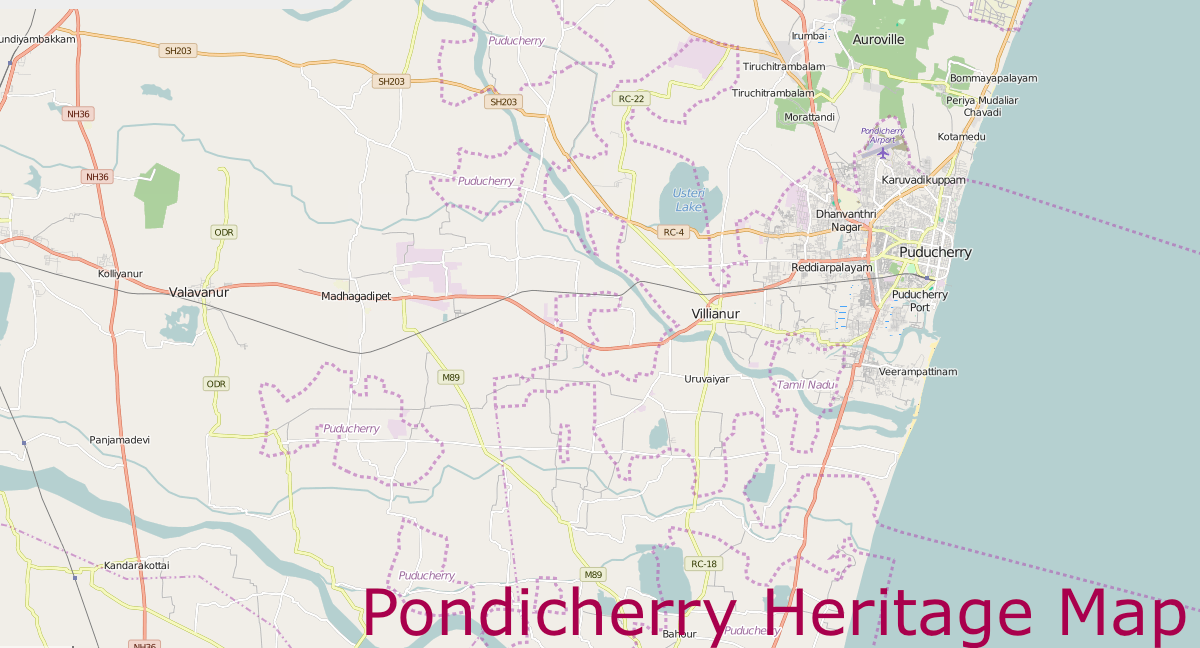 Puducherry
undiyambakkam
SH203
SH203
SH203
Irumbai
Auroville
Tiruchitrambalam
Bommayapalayam
Tiruchitrambalam
RC-22
Periya Mudaliar
Chavadi
NH36
Morattandi
Pondicherry
Airport
Kotamedu
NH36
Puducherry
Karuvadikuppam
Usteri
Lake
Dhanvanthri
Nagar
ODR
RC-4
Puducherry
Kolliyanur
Reddiarpalayam
Valavanur
Madhagadipet
Puducherry
Port
Villianur
Veerampattinam
M89
Uruvaiyar
ODR
Tamil Nadu
Puducherry
Panjamadevi
Kandarakottai
RC-18
Puducherry
M89
Pondicherry Heritage Map
Bahour
Puducherry
NH36